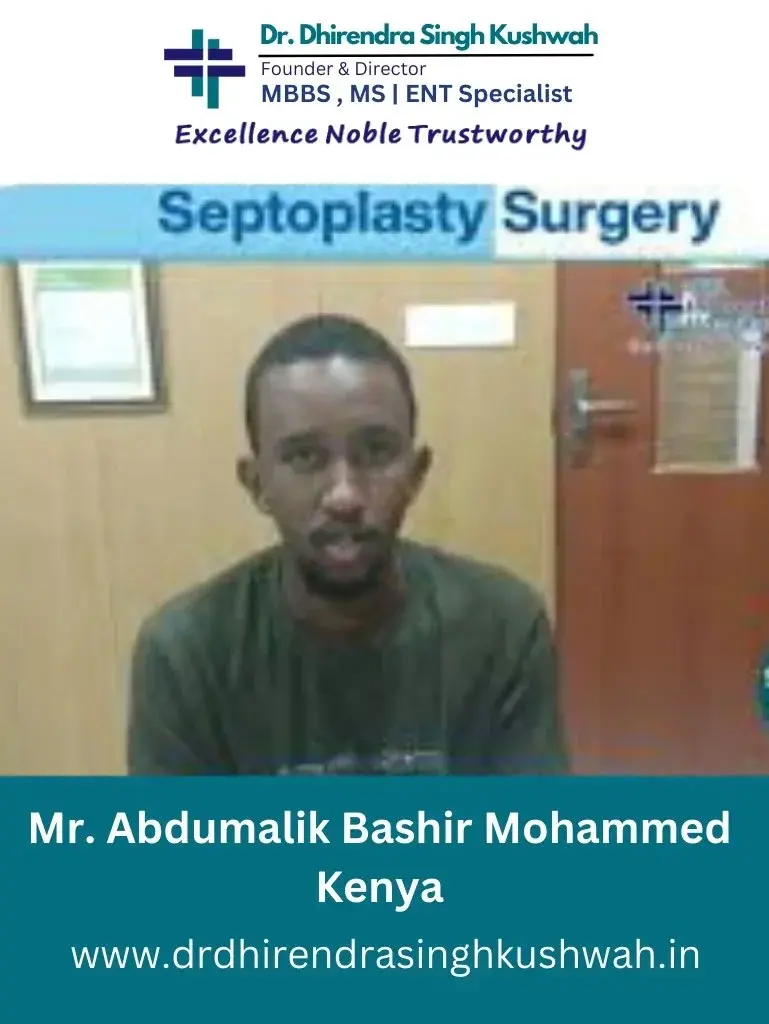 Dr. Dhirendra Singh Kushwah
Founder & Director
MBBS , MS | ENT Specialist
Excellence Noble Trustworthy
Septoplasty Surgery
Mr. Abdumalik Bashir Mohammed
Kenya
www.drdhirendrasinghkushwah.in